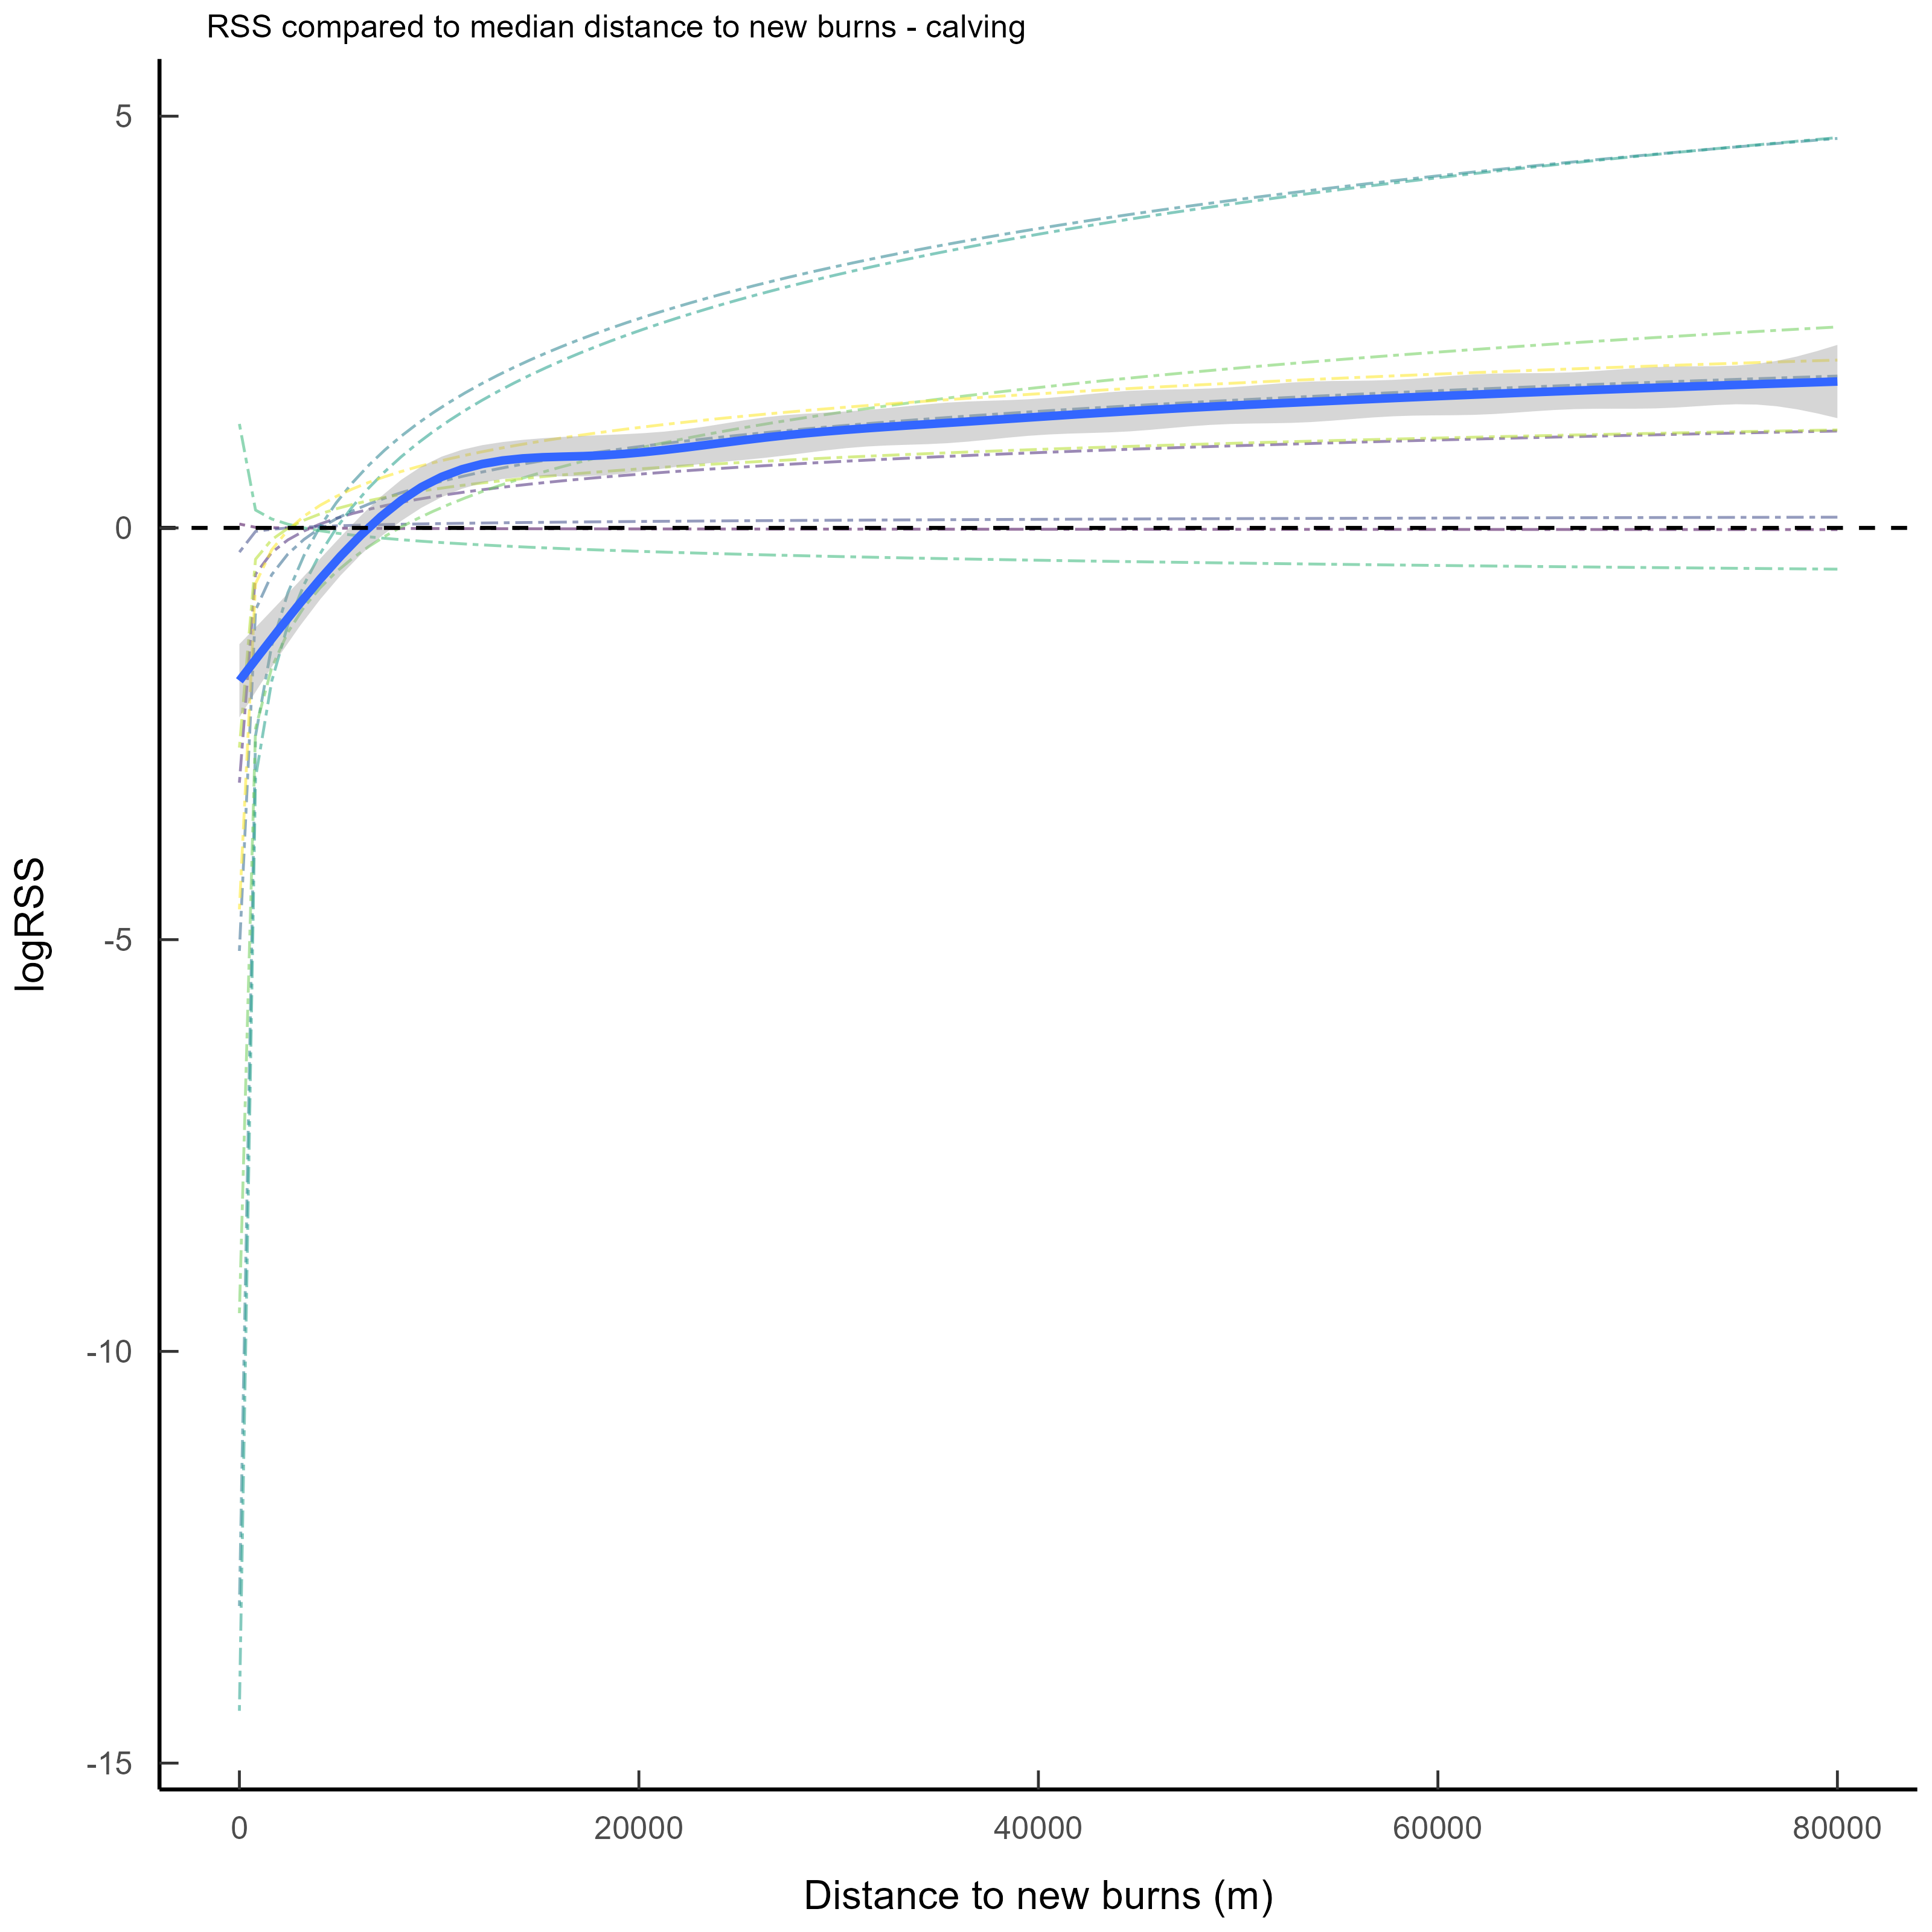 RSS compared to median distance to new burns - calving
5
0
-5
-10
-15
logRSS
0 20000 40000 60000 80000
Distance to new burns (m)